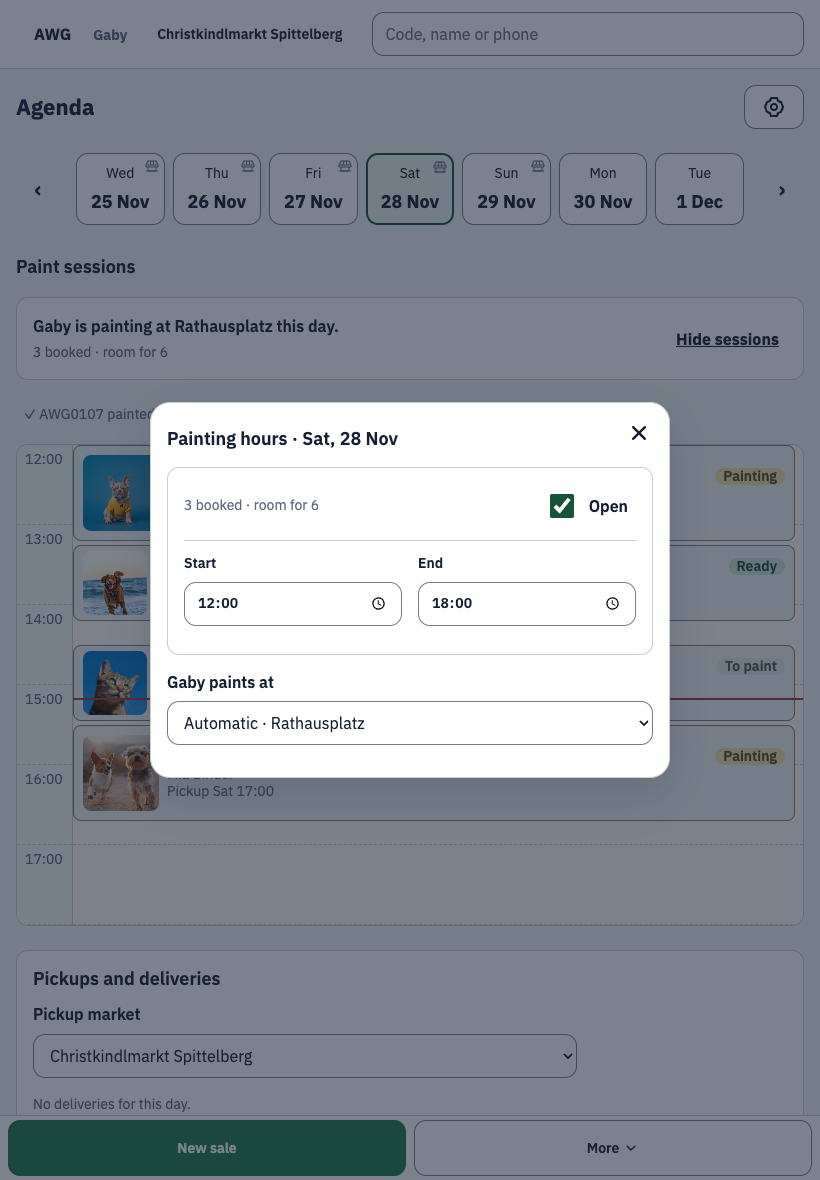 AWG Gaby Christkindlmarkt Spittelberg Code, name or phone
Agenda
Wed Thu Fri Sat Sun Mon Tue
25 Nov 26 Nov 27 Nov 28 Nov 29 Nov 30 Nov 1 Dec
Paint sessions
Gaby is painting at Rathausplatz this day.
3 booked · room for 6
Hide sessions
✓ AWG0107 painted
Painting hours · Sat, 28 Nov
3 booked · room for 6
Open
Start End
12:00 18:00
Gaby paints at
Automatic · Rathausplatz
12:00
Painting
13:00
Ready
14:00
To paint
15:00
Painting
16:00
Pickup Sat 17:00
17:00
Pickups and deliveries
Pickup market
Christkindlmarkt Spittelberg
No deliveries for this day.
New sale More